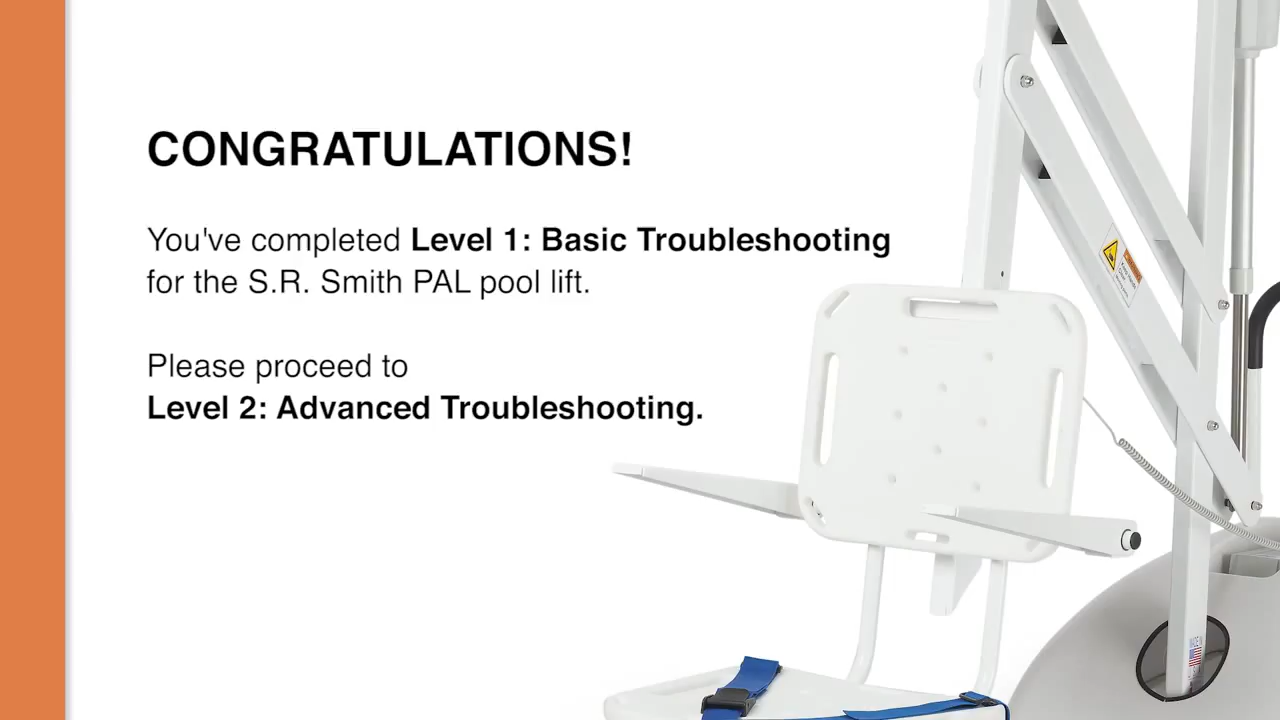 CONGRATULATIONS!
You've completed Level 1: Basic Troubleshooting
for the S.R. Smith PAL pool lift.
Please proceed to
Level 2: Advanced Troubleshooting.